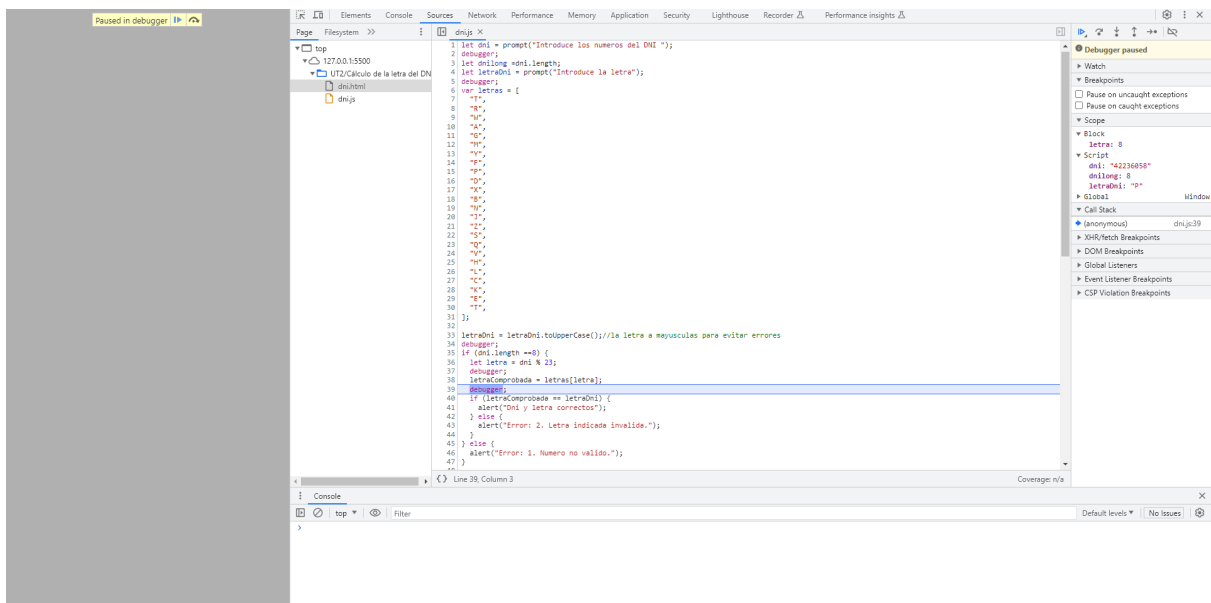 Paused in debugger
Elements Console Sources Network Performance Memory Application Security Lighthouse Recorder Performance insights
Page Filesystem >>
top
127.0.0.1:5500
UT2/Cálculo de la letra del DN
dni.html
dni.js
dni.js ×
1 let dni = prompt("Introduce los numeros del DNI ");
2 debugger;
3 let dnilong =dni.length;
4 let letraDni = prompt("Introduce la letra");
5 debugger;
6 var letras = [
7 "T",
8 "R",
9 "W",
10 "A",
11 "G",
12 "M",
13 "Y",
14 "F",
15 "P",
16 "D",
17 "X",
18 "B",
19 "N",
20 "J",
21 "Z",
22 "S",
23 "Q",
24 "V",
25 "H",
26 "L",
27 "C",
28 "K",
29 "E",
30 "T",
31 ];
32
33 letraDni = letraDni.toUpperCase();//la letra a mayusculas para evitar errores
34 debugger;
35 if (dni.length ==8) {
36 let letra = dni % 23;
37 debugger;
38 letraComprobada = letras[letra];
39 debugger;
40 if (letraComprobada == letraDni) {
41 alert("Dni y letra correctos");
42 } else {
43 alert("Error: 2. Letra indicada invalida.");
44 }
45 } else {
46 alert("Error: 1. Numero no valido.");
47 }
{} Line 39, Column 3
Coverage: n/a
Debugger paused
Watch
Breakpoints
Pause on uncaught exceptions
Pause on caught exceptions
Scope
Block
letra: 8
Script
dni: "42236058"
dnilong: 8
letraDni: "P"
Global Window
Call Stack
(anonymous) dni.js:39
XHR/fetch Breakpoints
DOM Breakpoints
Global Listeners
Event Listener Breakpoints
CSP Violation Breakpoints
Console ×
top Filter Default levels No Issues
>